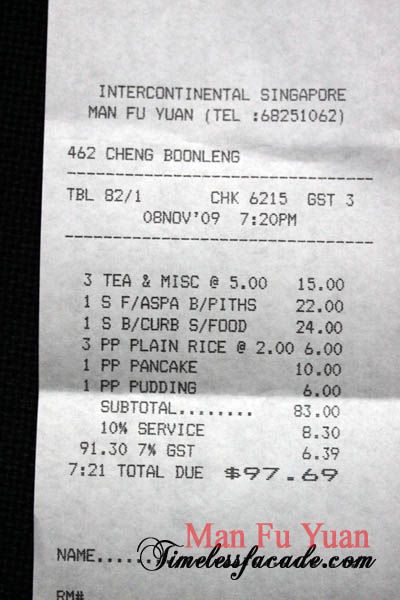 INTERCONTINENTAL SINGAPORE
MAN FU YUAN (TEL :68251062)
462 CHENG BOONLENG
TBL 82/1 CHK 6215 GST 3
08NOV'09 7:20PM
3 TEA & MISC @ 5.00 15.00
1 S F/ASPA B/PITHS 22.00
1 S B/CURB S/FOOD 24.00
3 PP PLAIN RICE @ 2.00 6.00
1 PP PANCAKE 10.00
1 PP PUDDING 6.00
SUBTOTAL........ 83.00
10% SERVICE 8.30
91.30 7% GST 6.39
7:21 TOTAL DUE $97.69
Man Fu Yuan
NAME.......
Timelessfacade.com
RM#